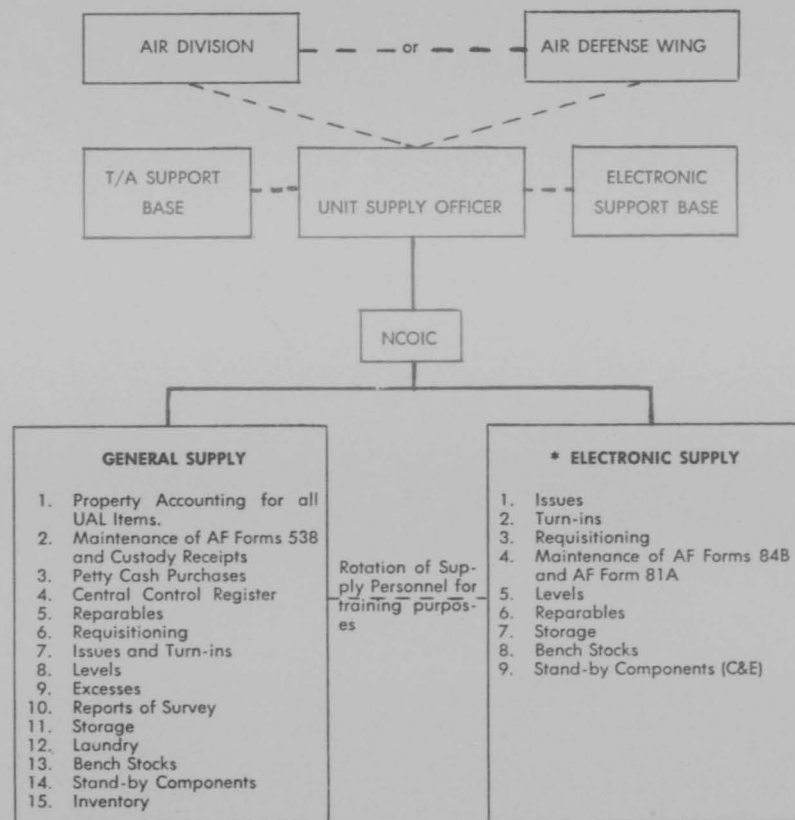 AIR DIVISION
or
AIR DEFENSE WING
T/A SUPPORT
BASE
UNIT SUPPLY OFFICER
ELECTRONIC
SUPPORT BASE
NCOIC
GENERAL SUPPLY
1. Property Accounting for all
UAL Items.
2. Maintenance of AF Forms 538
and Custody Receipts
3. Petty Cash Purchases
4. Central Control Register
5. Reparables
6. Requisitioning
7. Issues and Turn-ins
8. Levels
9. Excesses
10. Reports of Survey
11. Storage
12. Laundry
13. Bench Stocks
14. Stand-by Components
15. Inventory
Rotation of Sup-
ply Personnel for
training purpos-
es
* ELECTRONIC SUPPLY
1. Issues
2. Turn-ins
3. Requisitioning
4. Maintenance of AF Forms 84B
and AF Form 81A
5. Levels
6. Reparables
7. Storage
8. Bench Stocks
9. Stand-by Components (C&E)